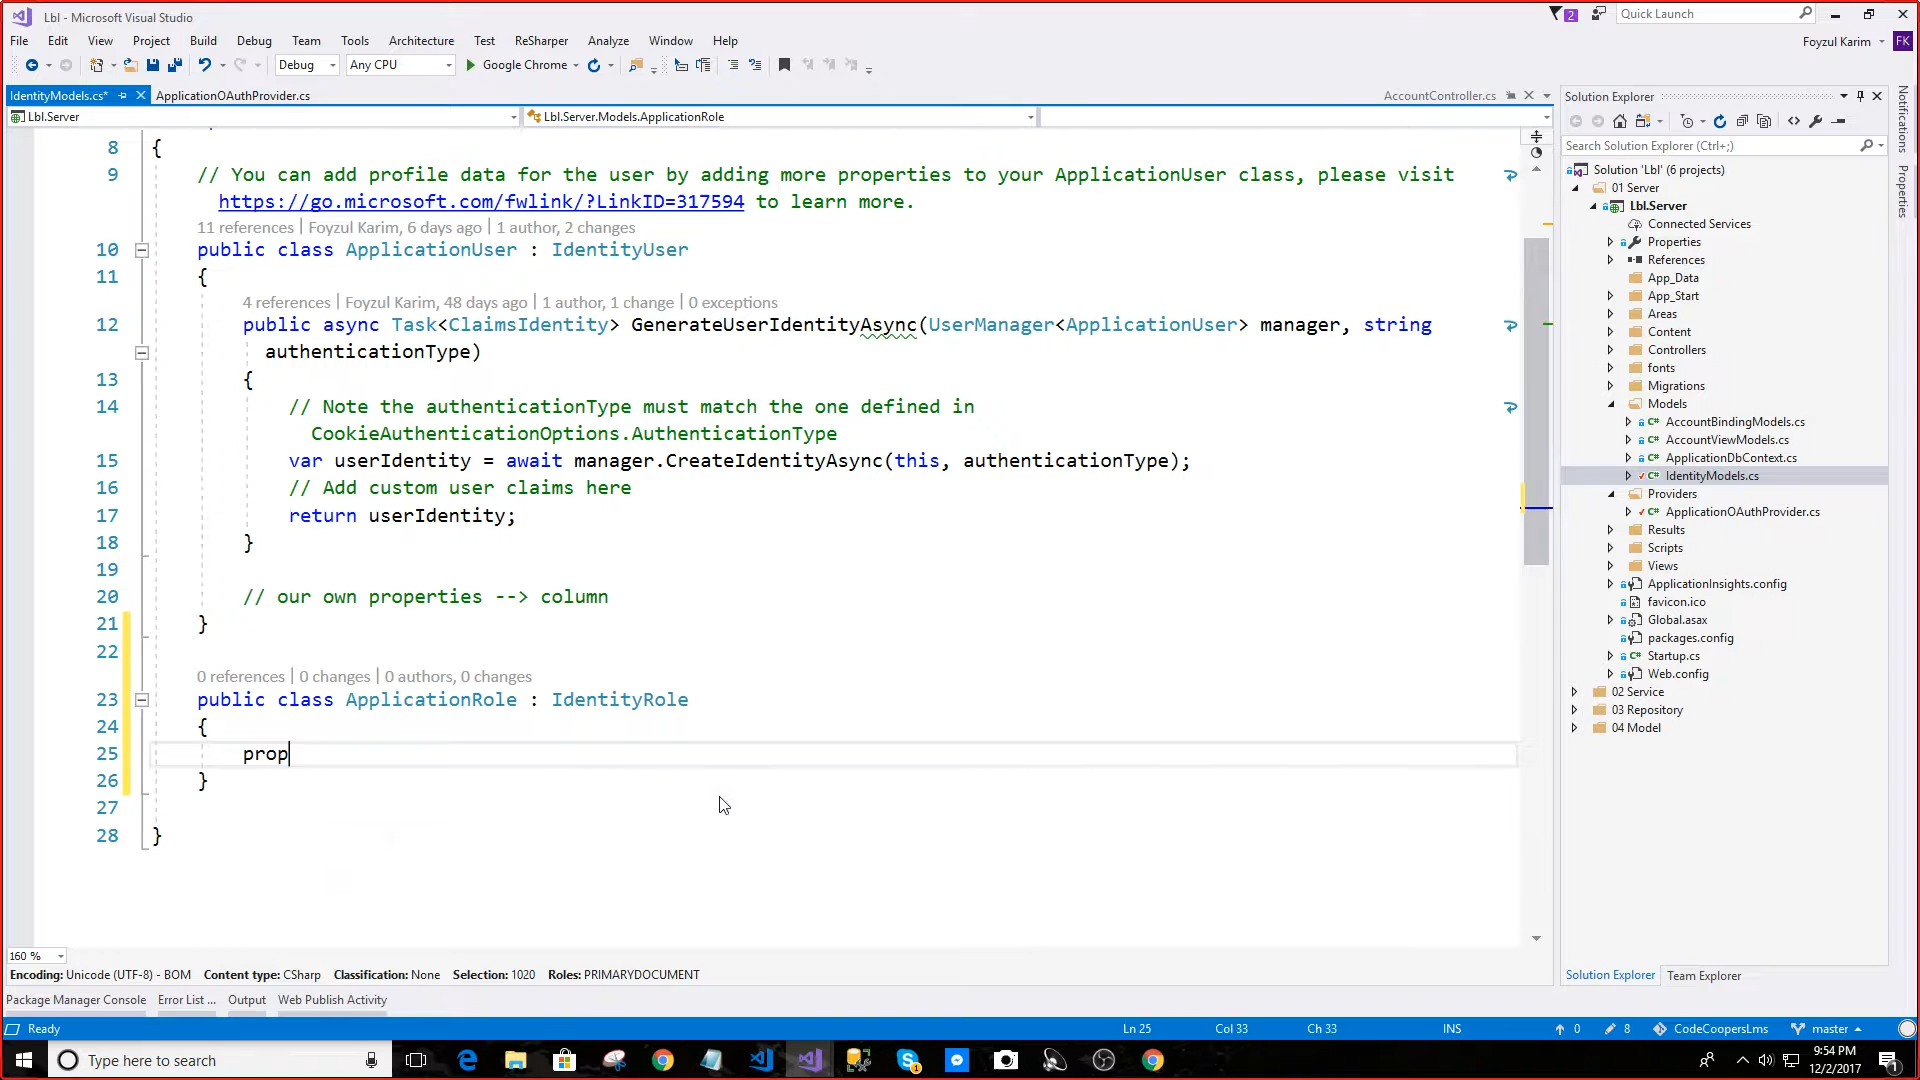 Lbl - Microsoft Visual Studio
2
Quick Launch
File Edit View Project Build Debug Team Tools Architecture Test ReSharper Analyze Window Help
Foyzul Karim FK
Debug Any CPU Google Chrome
IdentityModels.cs* ApplicationOAuthProvider.cs AccountController.cs
Lbl.Server Lbl.Server.Models.ApplicationRole
8 {
9 // You can add profile data for the user by adding more properties to your ApplicationUser class, please visit
https://go.microsoft.com/fwlink/?LinkID=317594 to learn more.
11 references | Foyzul Karim, 6 days ago | 1 author, 2 changes
10 public class ApplicationUser : IdentityUser
11 {
4 references | Foyzul Karim, 48 days ago | 1 author, 1 change | 0 exceptions
12 public async Task<ClaimsIdentity> GenerateUserIdentityAsync(UserManager<ApplicationUser> manager, string
authenticationType)
13 {
14 // Note the authenticationType must match the one defined in
CookieAuthenticationOptions.AuthenticationType
15 var userIdentity = await manager.CreateIdentityAsync(this, authenticationType);
16 // Add custom user claims here
17 return userIdentity;
18 }
19
20 // our own properties --> column
21 }
22
0 references | 0 changes | 0 authors, 0 changes
23 public class ApplicationRole : IdentityRole
24 {
25 prop
26 }
27
28 }
160 %
Encoding: Unicode (UTF-8) - BOM Content type: CSharp Classification: None Selection: 1020 Roles: PRIMARYDOCUMENT
Package Manager Console Error List ... Output Web Publish Activity
Solution Explorer
Search Solution Explorer (Ctrl+;)
Solution 'Lbl' (6 projects)
01 Server
Lbl.Server
Connected Services
Properties
References
App_Data
App_Start
Areas
Content
Controllers
fonts
Migrations
Models
AccountBindingModels.cs
AccountViewModels.cs
ApplicationDbContext.cs
IdentityModels.cs
Providers
ApplicationOAuthProvider.cs
Results
Scripts
Views
ApplicationInsights.config
favicon.ico
Global.asax
packages.config
Startup.cs
Web.config
02 Service
03 Repository
04 Model
Solution Explorer Team Explorer
Notifications
Properties
Ready Ln 25 Col 33 Ch 33 INS 0 8 CodeCoopersLms master
Type here to search
9:54 PM
12/2/2017
1